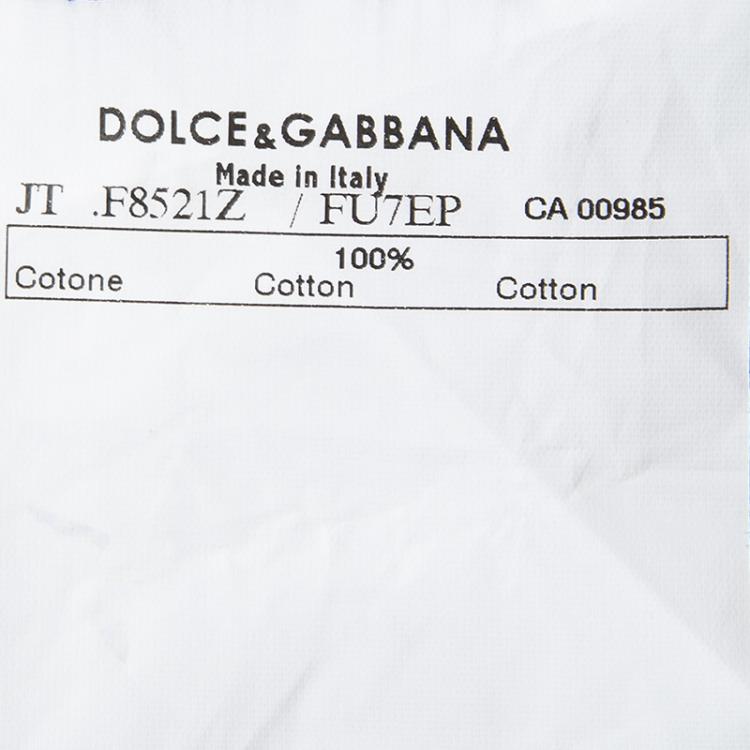 DOLCE&GABBANA
Made in Italy
JT .F8521Z / FU7EP CA 00985
100%
Cotone Cotton Cotton